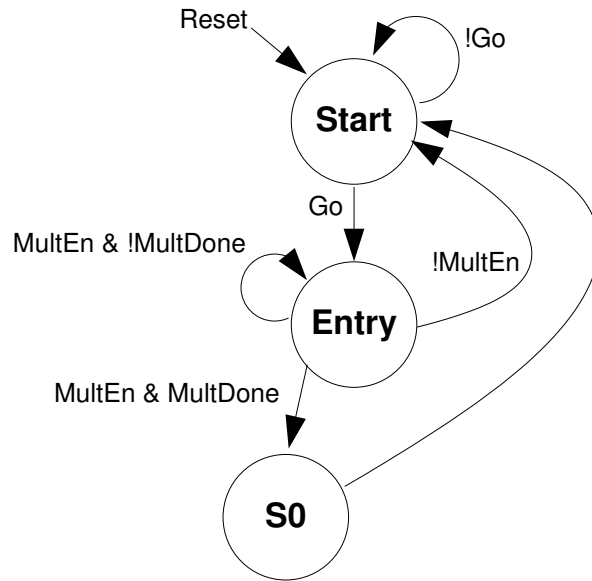 Reset
!Go
Start
Go
MultEn & !MultDone
!MultEn
Entry
MultEn & MultDone
S0